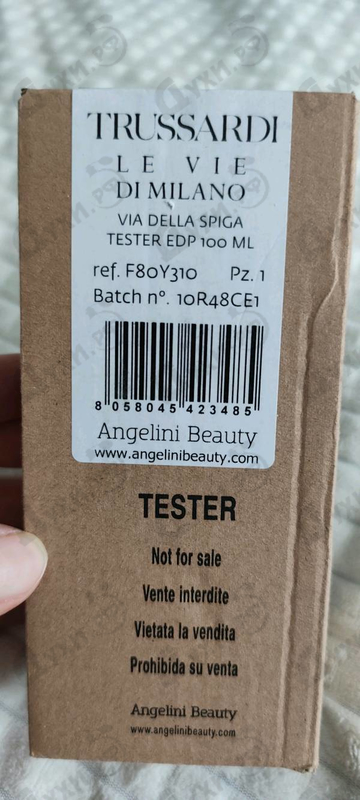 TRUSSARDI
LE VIE
DI MILANO
VIA DELLA SPIGA
TESTER EDP 100 ML
ref. F80Y310 Pz. 1
Batch n°. 10R48CE1
8 058045 423485
Angelini Beauty
www.angelinibeauty.com
TESTER
Not for sale
Vente interdite
Vietata la vendita
Prohibida su venta
Angelini Beauty
www.angelinibeauty.com